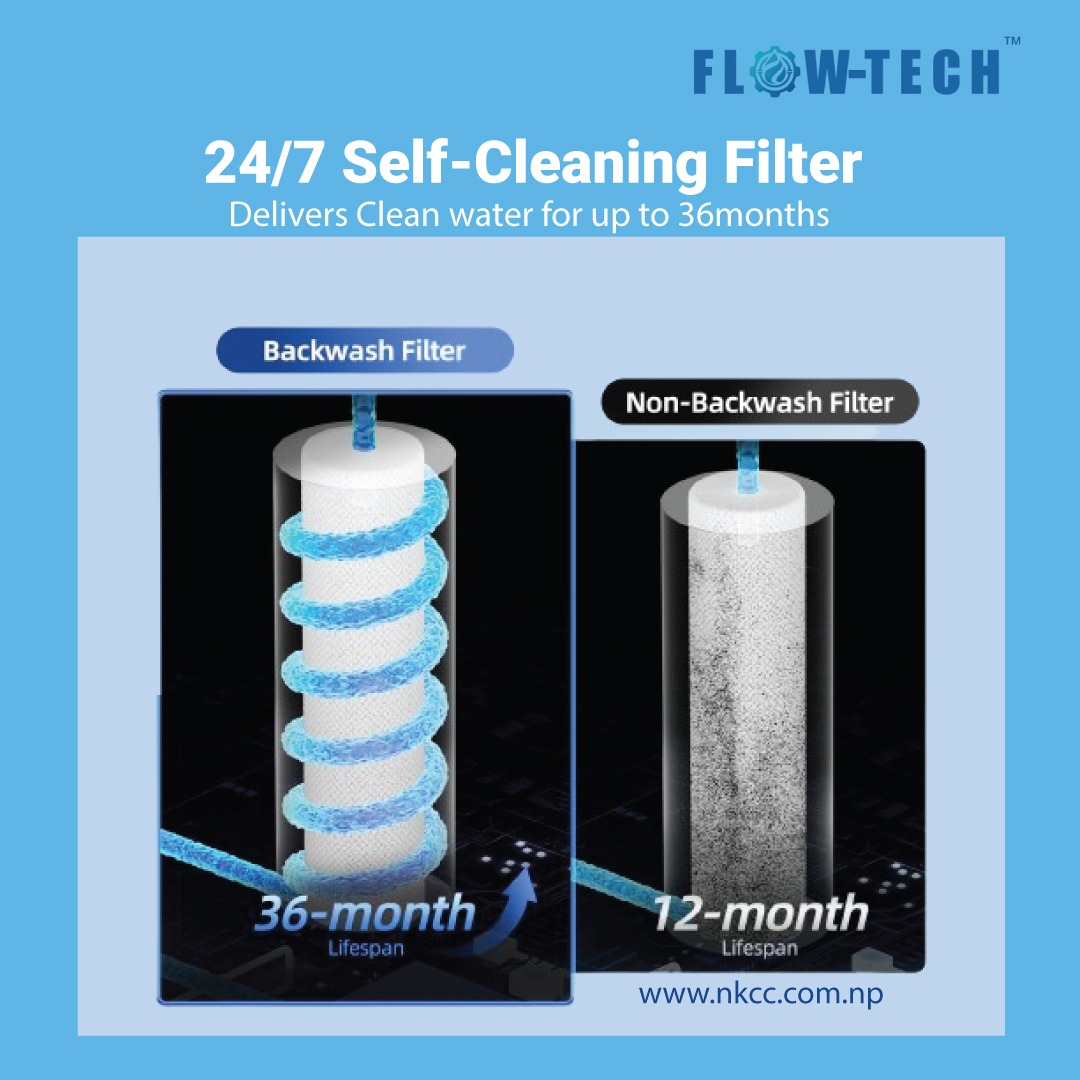 FLOW-TECH™
24/7 Self-Cleaning Filter
Delivers Clean water for up to 36months
Backwash Filter
Non-Backwash Filter
36-month
Lifespan
12-month
Lifespan
www.nkcc.com.np